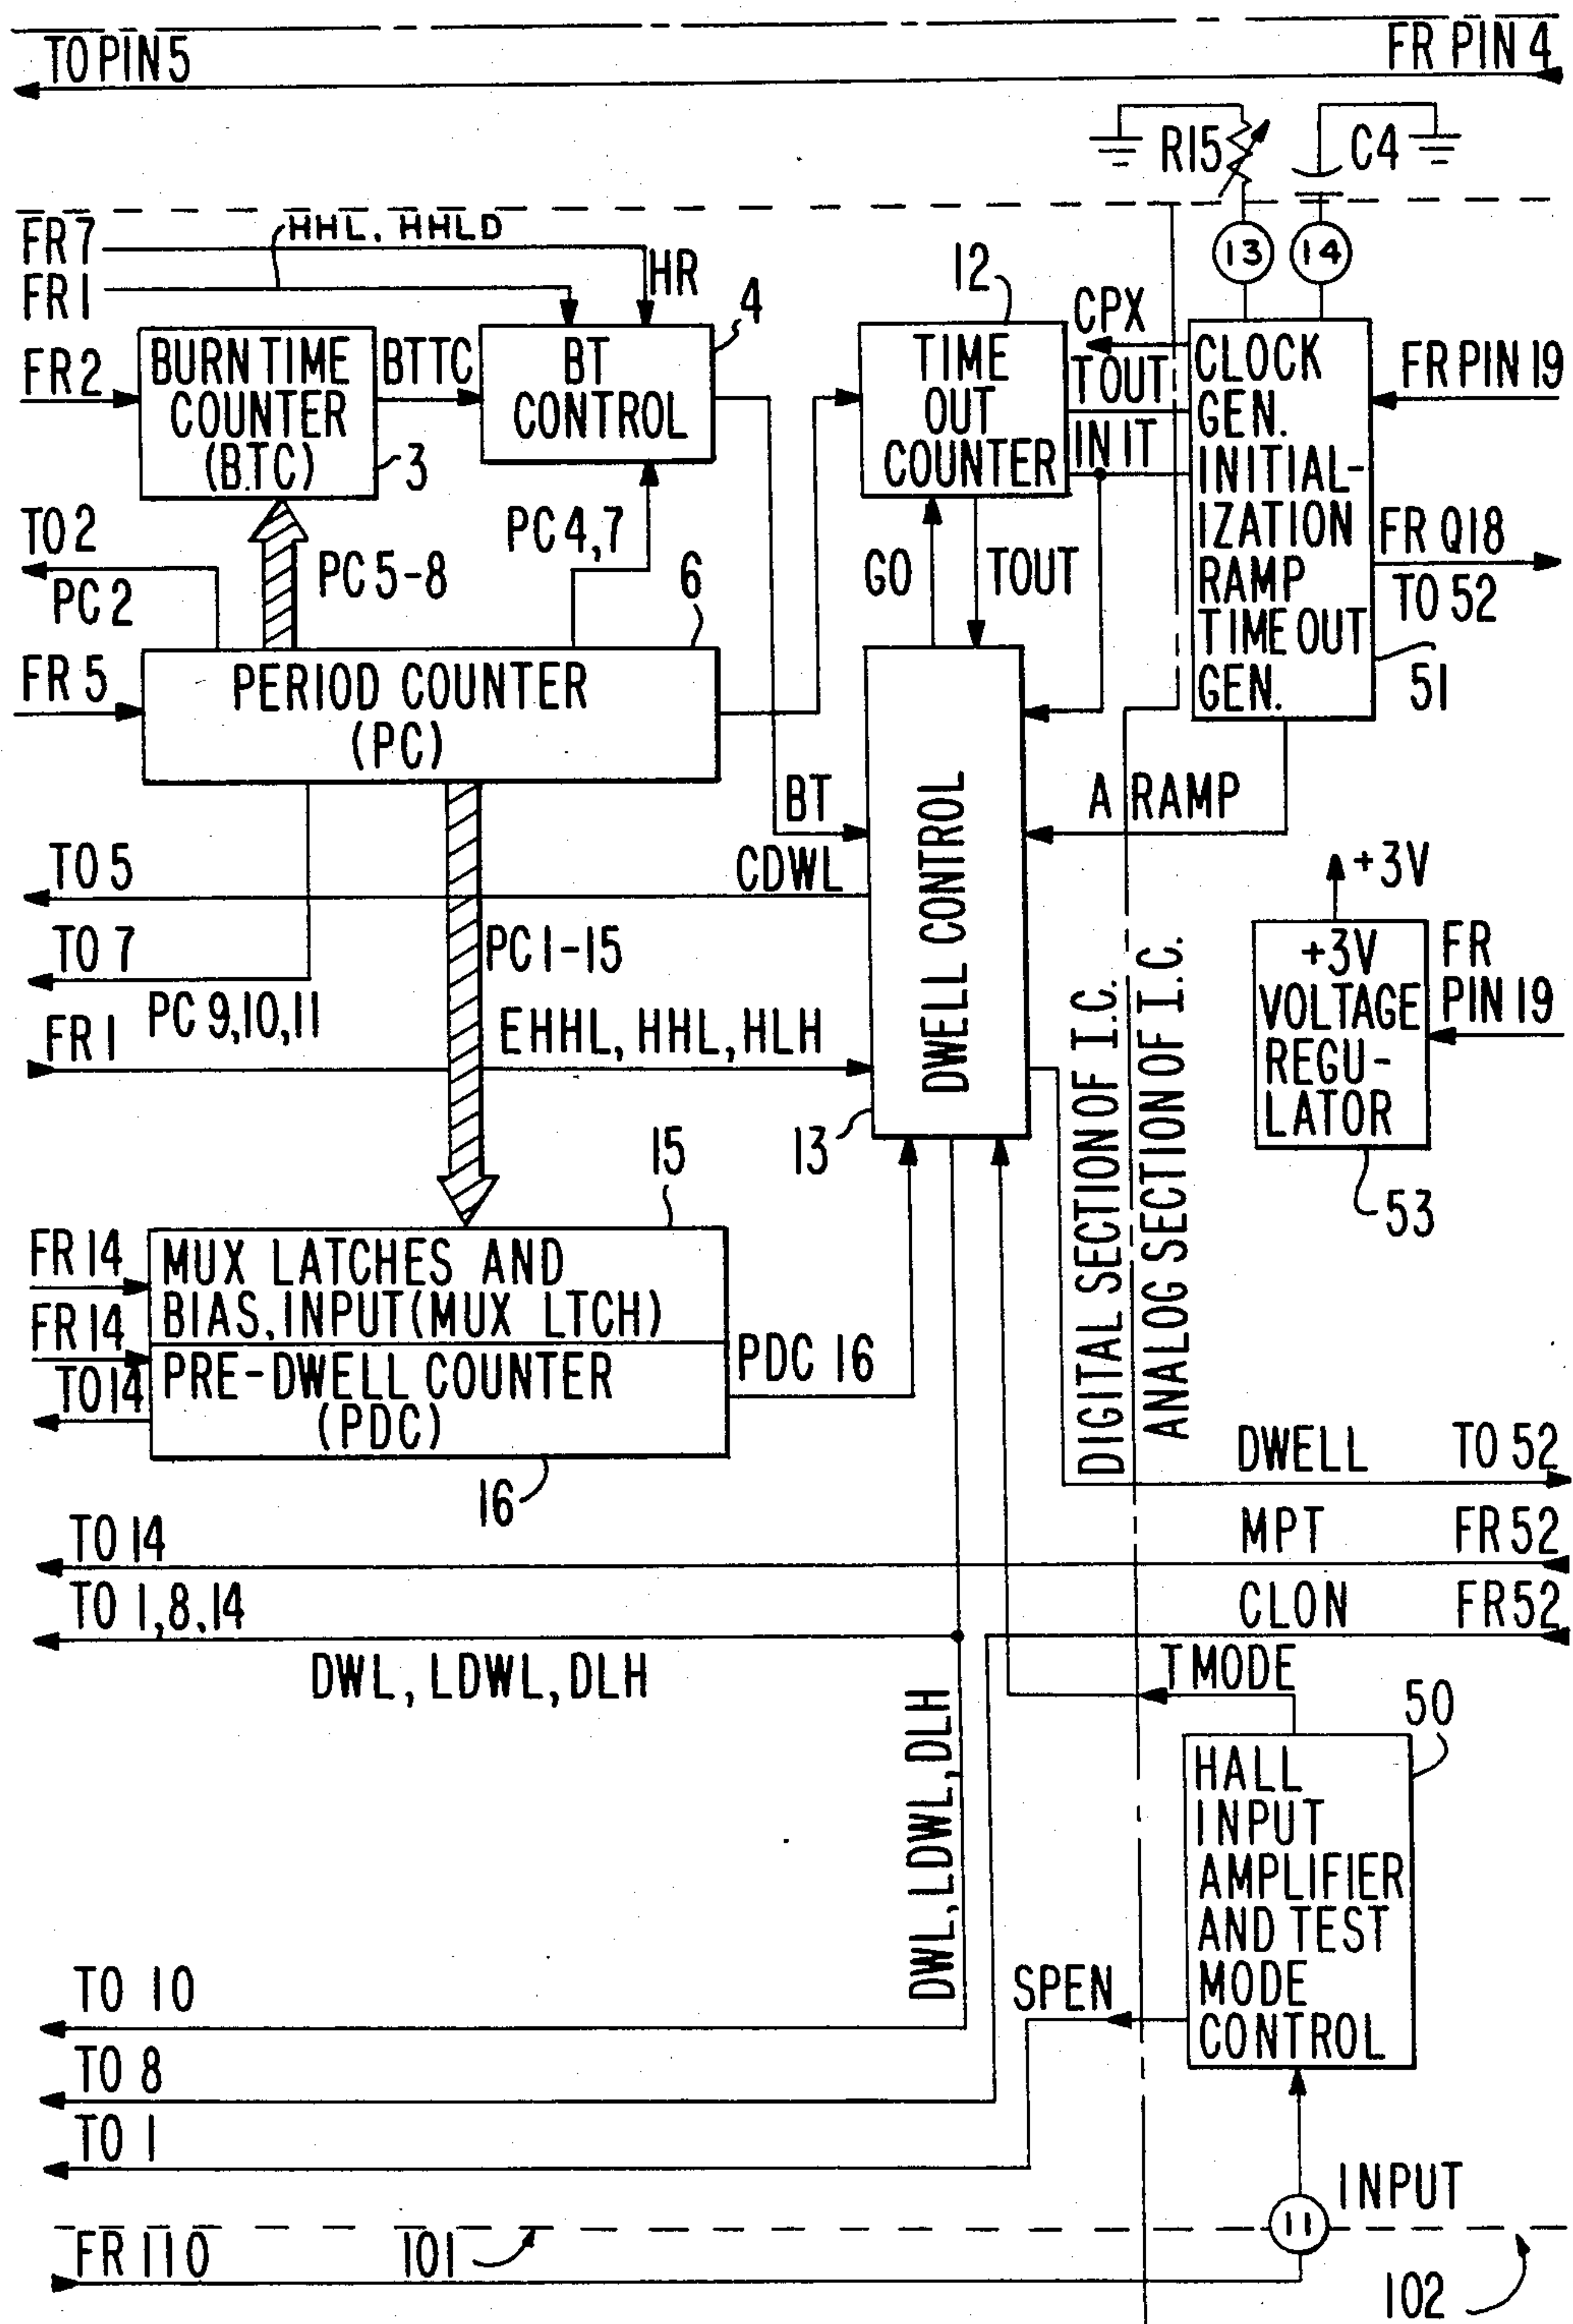 TO PIN 5
FR PIN 4
R15
C4
FR 7
HHL, HHLD
FR 1
HR
13
14
12
4
CPX
FR 2
BURN TIME
COUNTER
(BTC)
BTTC
BT
CONTROL
3
TIME
OUT
COUNTER
TOUT
INIT
CLOCK
GEN.
INITIAL-
IZATION
RAMP
TIME OUT
GEN.
FR PIN 19
TO 2
PC 2
PC 5-8
PC 4,7
6
GO
TOUT
FR Q18
TO 52
51
FR 5
PERIOD COUNTER
(PC)
BT
A RAMP
TO 5
CDWL
DWELL CONTROL
+3V
+3V
VOLTAGE
REGU-
LATOR
FR
PIN 19
53
TO 7
PC 9,10,11
PC 1-15
FR 1
EHHL, HHL, HLH
13
DIGITAL SECTION OF I.C.
ANALOG SECTION OF I.C.
15
FR 14
MUX LATCHES AND
BIAS, INPUT (MUX LTCH)
FR 14
TO 14
PRE-DWELL COUNTER
(PDC)
PDC 16
16
DWELL
TO 52
TO 14
MPT
FR 52
TO 1,8,14
CLON
FR 52
DWL, LDWL, DLH
TMODE
50
DWL, LDWL, DLH
HALL
INPUT
AMPLIFIER
AND TEST
MODE
CONTROL
TO 10
SPEN
TO 8
TO 1
INPUT
11
FR 110
101
102